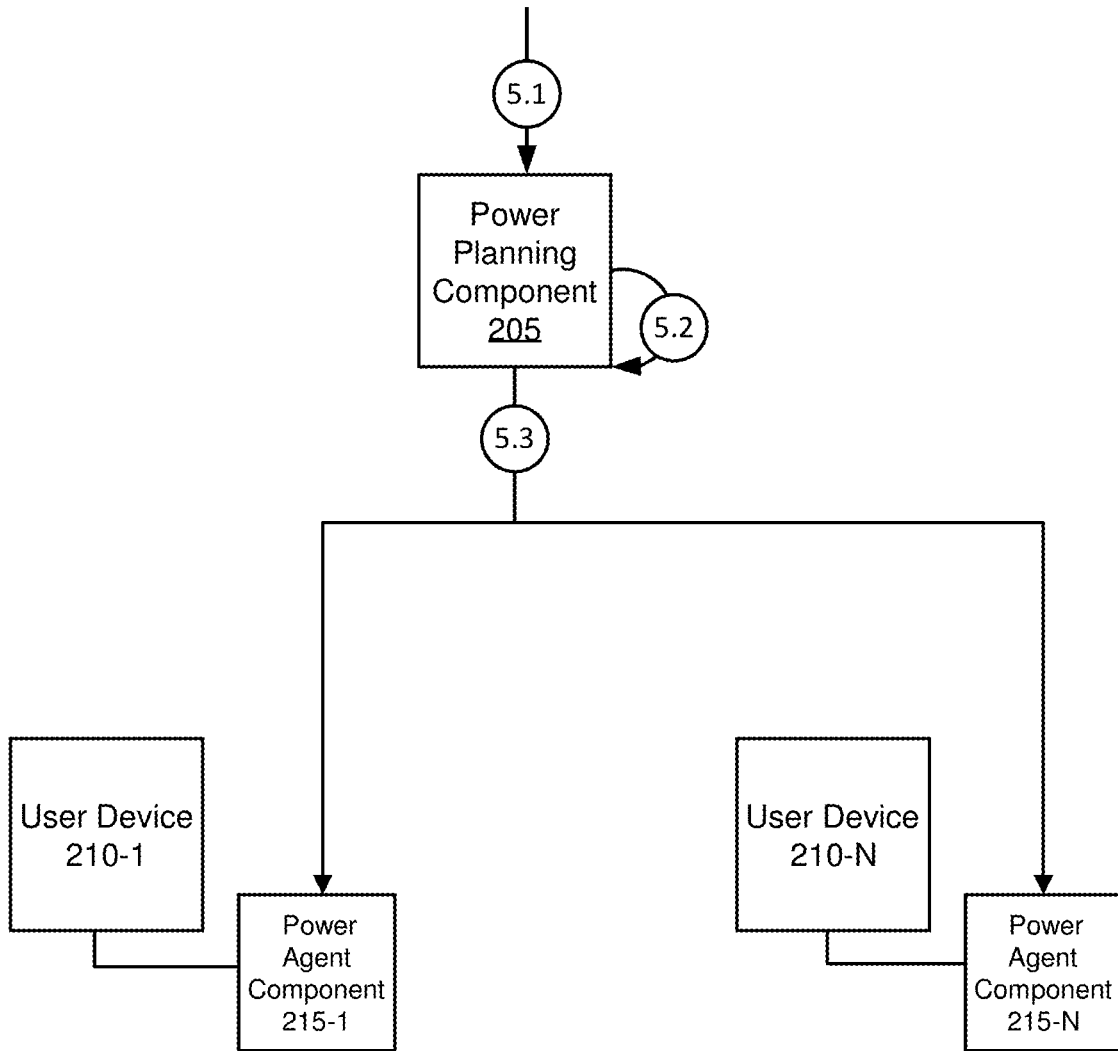 5.1
Power
Planning
Component
205
5.2
5.3
User Device
210-1
Power
Agent
Component
215-1
User Device
210-N
Power
Agent
Component
215-N